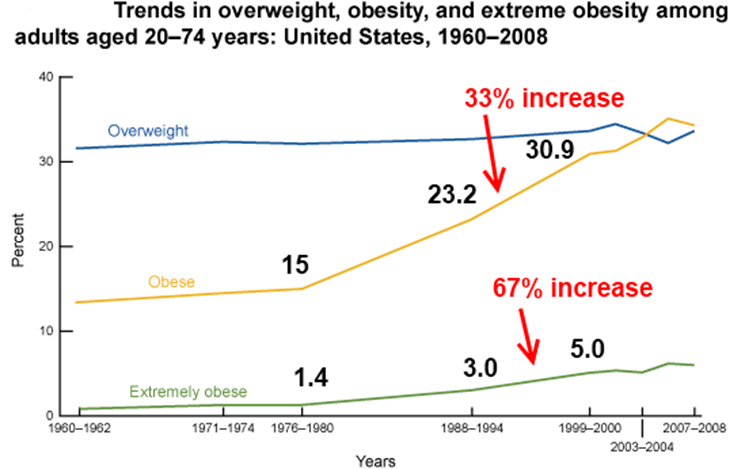 Trends in overweight, obesity, and extreme obesity among
adults aged 20–74 years: United States, 1960–2008
40
33% increase
Overweight
30.9
30
23.2
Percent
20
15
Obese
67% increase
10
5.0
3.0
1.4
Extremely obese
0
1960–1962
1971–1974
1976–1980
1988–1994
1999–2000
2007–2008
2003–2004
Years